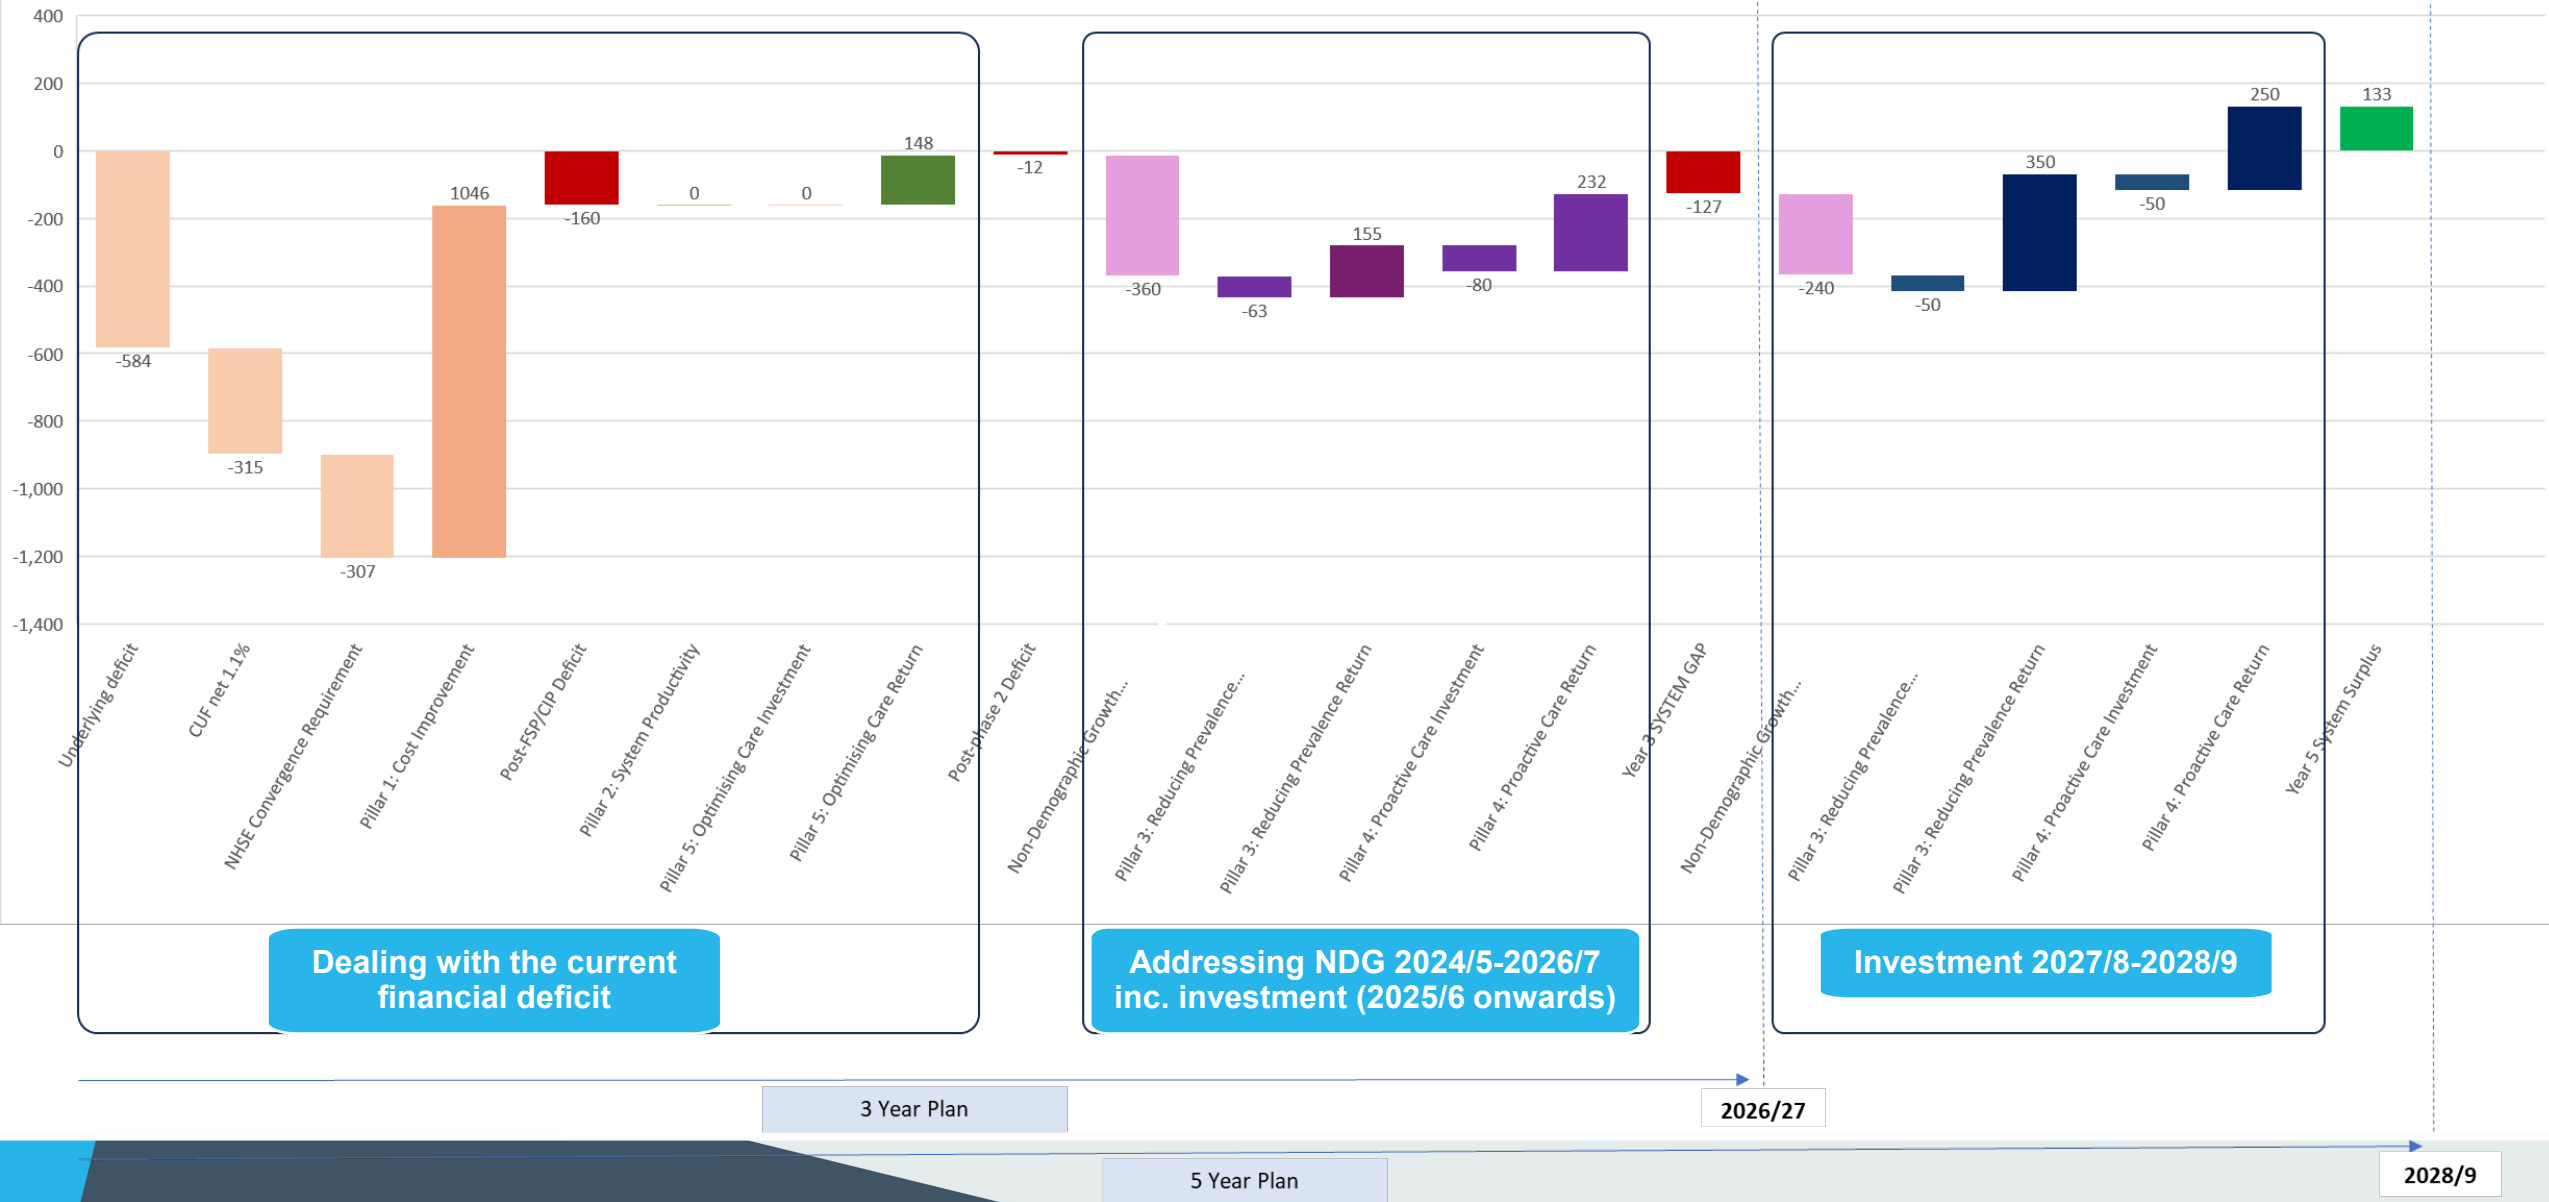 400
200
0
-200
-400
-600
-800
-1,000
-1,200
-1,400
-584
-315
-307
1046
-160
0
0
148
-12
-360
-63
155
-80
232
-127
-240
-50
350
-50
250
133
Underlying deficit
CUF net 1.1%
NHSE Convergence Requirement
Pillar 1: Cost Improvement
Post-FSP/CIP Deficit
Pillar 2: System Productivity
Pillar 5: Optimising Care Investment
Pillar 5: Optimising Care Return
Post-phase 2 Deficit
Non-Demographic Growth...
Pillar 3: Reducing Prevalence...
Pillar 3: Reducing Prevalence Return
Pillar 4: Proactive Care Investment
Pillar 4: Proactive Care Return
Year 3 SYSTEM GAP
Non-Demographic Growth...
Pillar 3: Reducing Prevalence...
Pillar 3: Reducing Prevalence Return
Pillar 4: Proactive Care Investment
Pillar 4: Proactive Care Return
Year 5 System Surplus
Dealing with the current
financial deficit
Addressing NDG 2024/5-2026/7
inc. investment (2025/6 onwards)
Investment 2027/8-2028/9
3 Year Plan
2026/27
5 Year Plan
2028/9